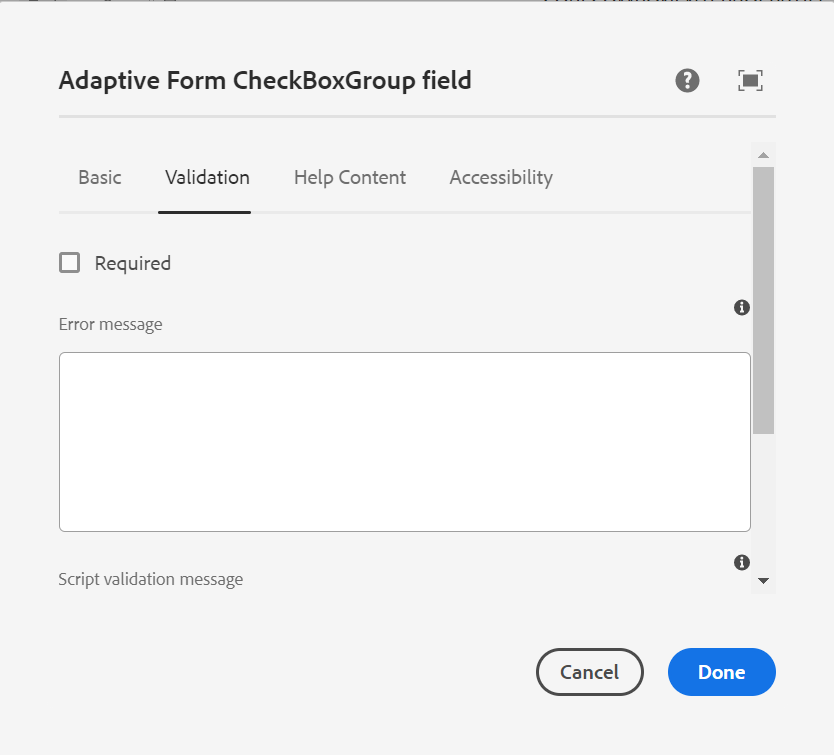 Adaptive Form CheckBoxGroup field
Basic Validation Help Content Accessibility
Required
Error message
Script validation message
Cancel Done